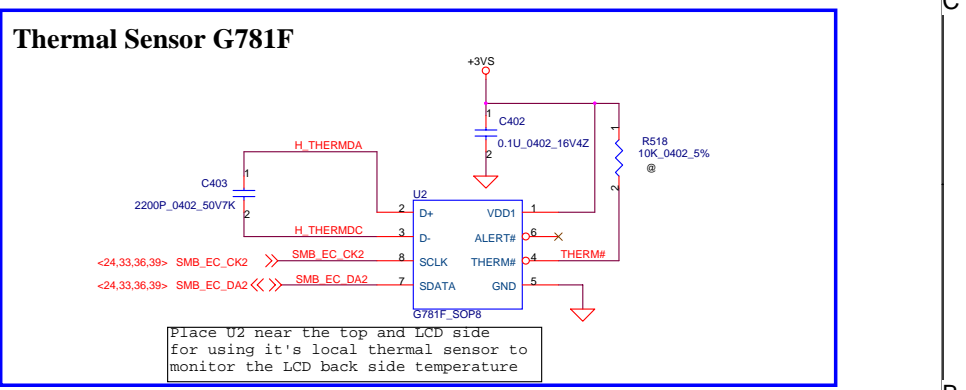 C
Thermal Sensor G781F
+3VS
1
C402
0.1U_0402_16V4Z
2
1
R518
10K_0402_5%
@
2
H_THERMDA
1
C403
2200P_0402_50V7K
2
H_THERMDC
U2
2 D+ VDD1 1
3 D- ALERT# 6
<24,33,36,39> SMB_EC_CK2 SMB_EC_CK2 8 SCLK THERM# 4 THERM#
<24,33,36,39> SMB_EC_DA2 SMB_EC_DA2 7 SDATA GND 5
G781F_SOP8
Place U2 near the top and LCD side
for using it's local thermal sensor to
monitor the LCD back side temperature